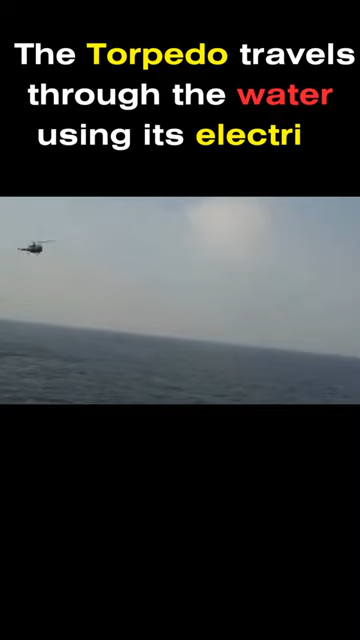 The Torpedo travels
through the water
using its electri